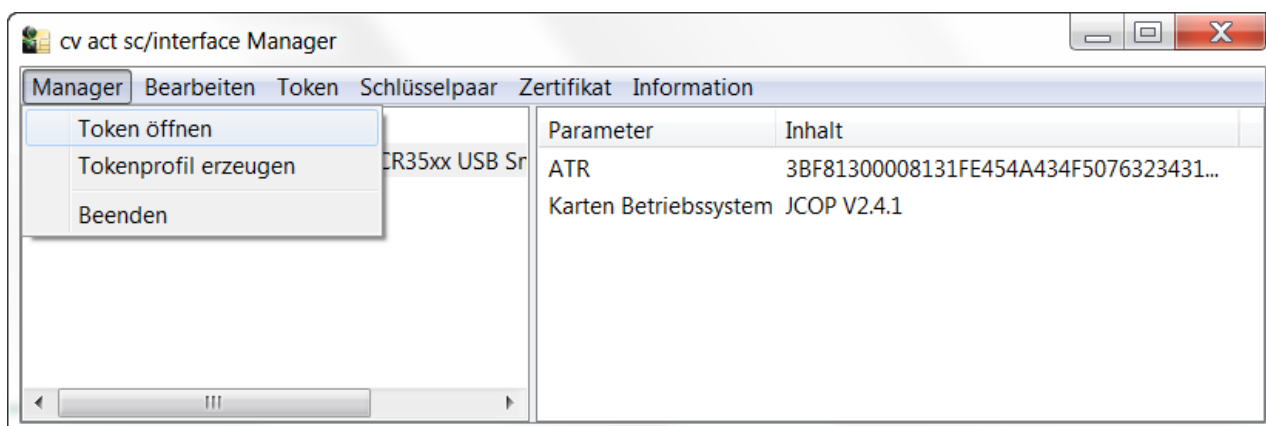 cv act sc/interface Manager
Manager Bearbeiten Token Schlüsselpaar Zertifikat Information
Token öffnen
Tokenprofil erzeugen
Beenden
CR35xx USB Sr
Parameter Inhalt
ATR 3BF81300008131FE454A434F5076323431...
Karten Betriebssystem JCOP V2.4.1